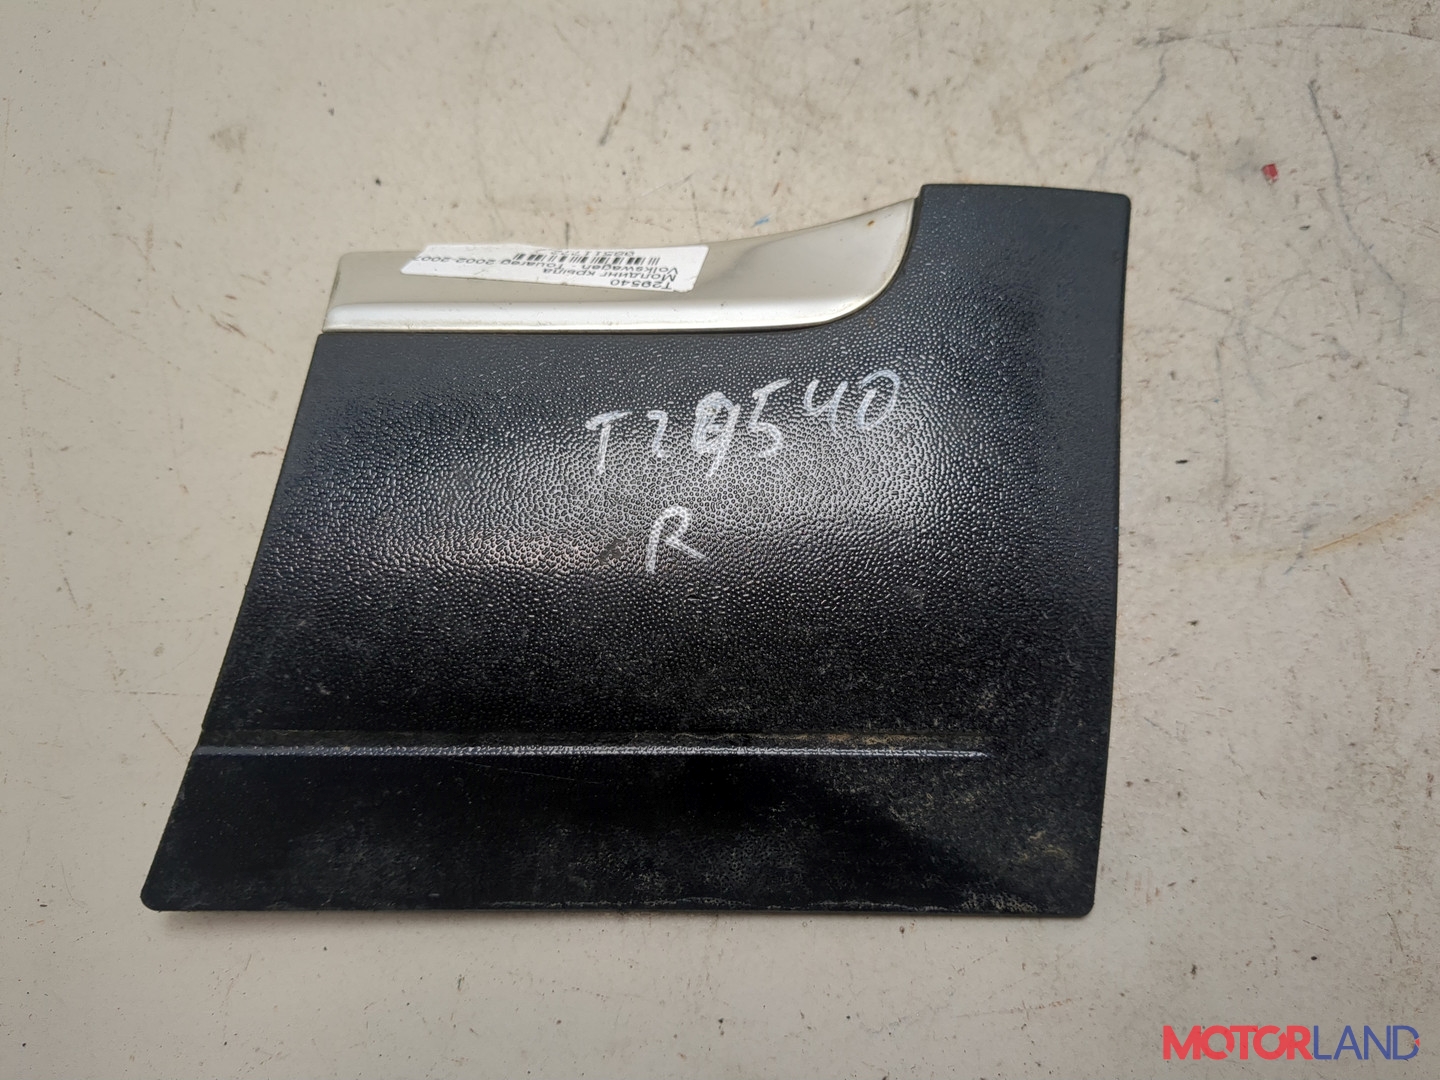 T29540
Молдинг крыла
Volkswagen Touareg 2002-2007
T29540
R
MOTORLAND